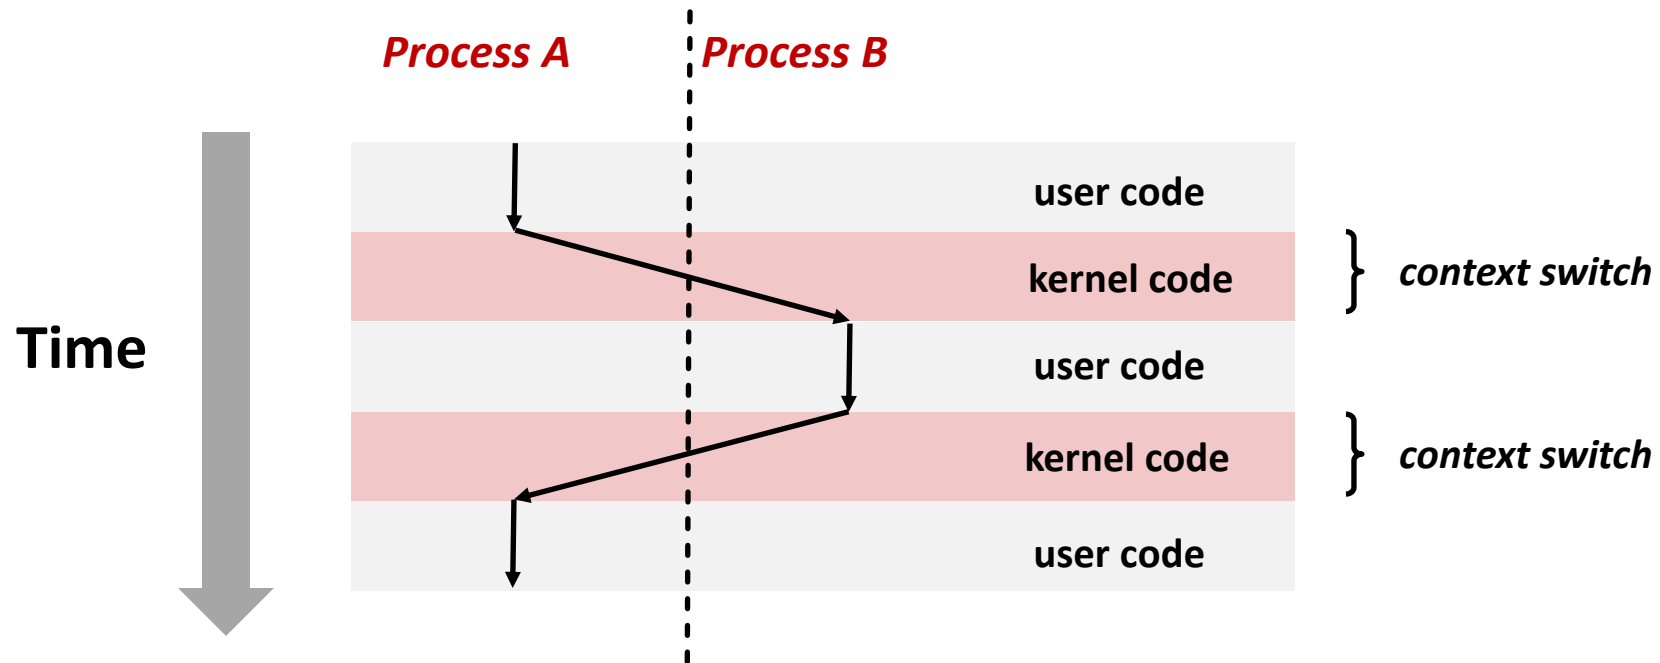 Process A
Process B
user code
kernel code
context switch
Time
user code
kernel code
context switch
user code